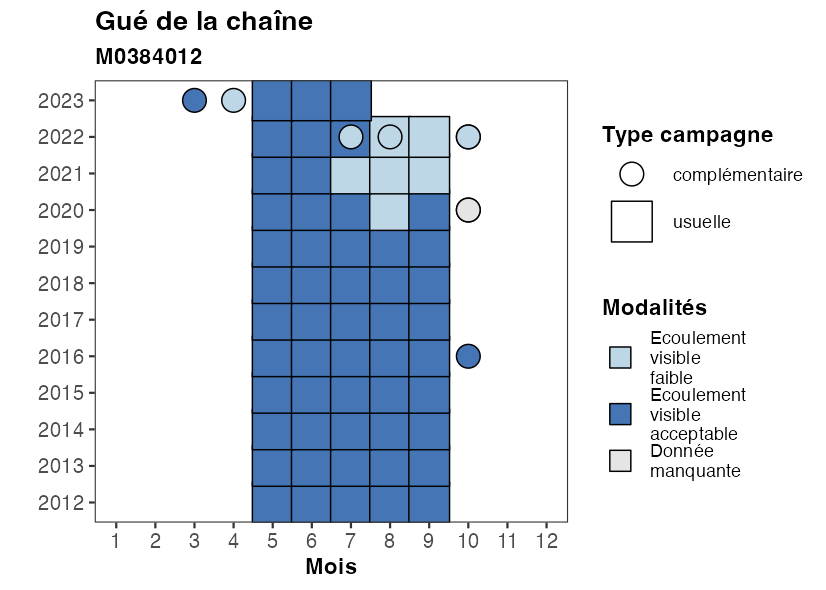 Gué de la chaîne
M0384012
2023
2022
2021
2020
2019
2018
2017
2016
2015
2014
2013
2012
1 2 3 4 5 6 7 8 9 10 11 12
Mois
Type campagne
complémentaire
usuelle
Modalités
Ecoulement
visible
faible
Ecoulement
visible
acceptable
Donnée
manquante